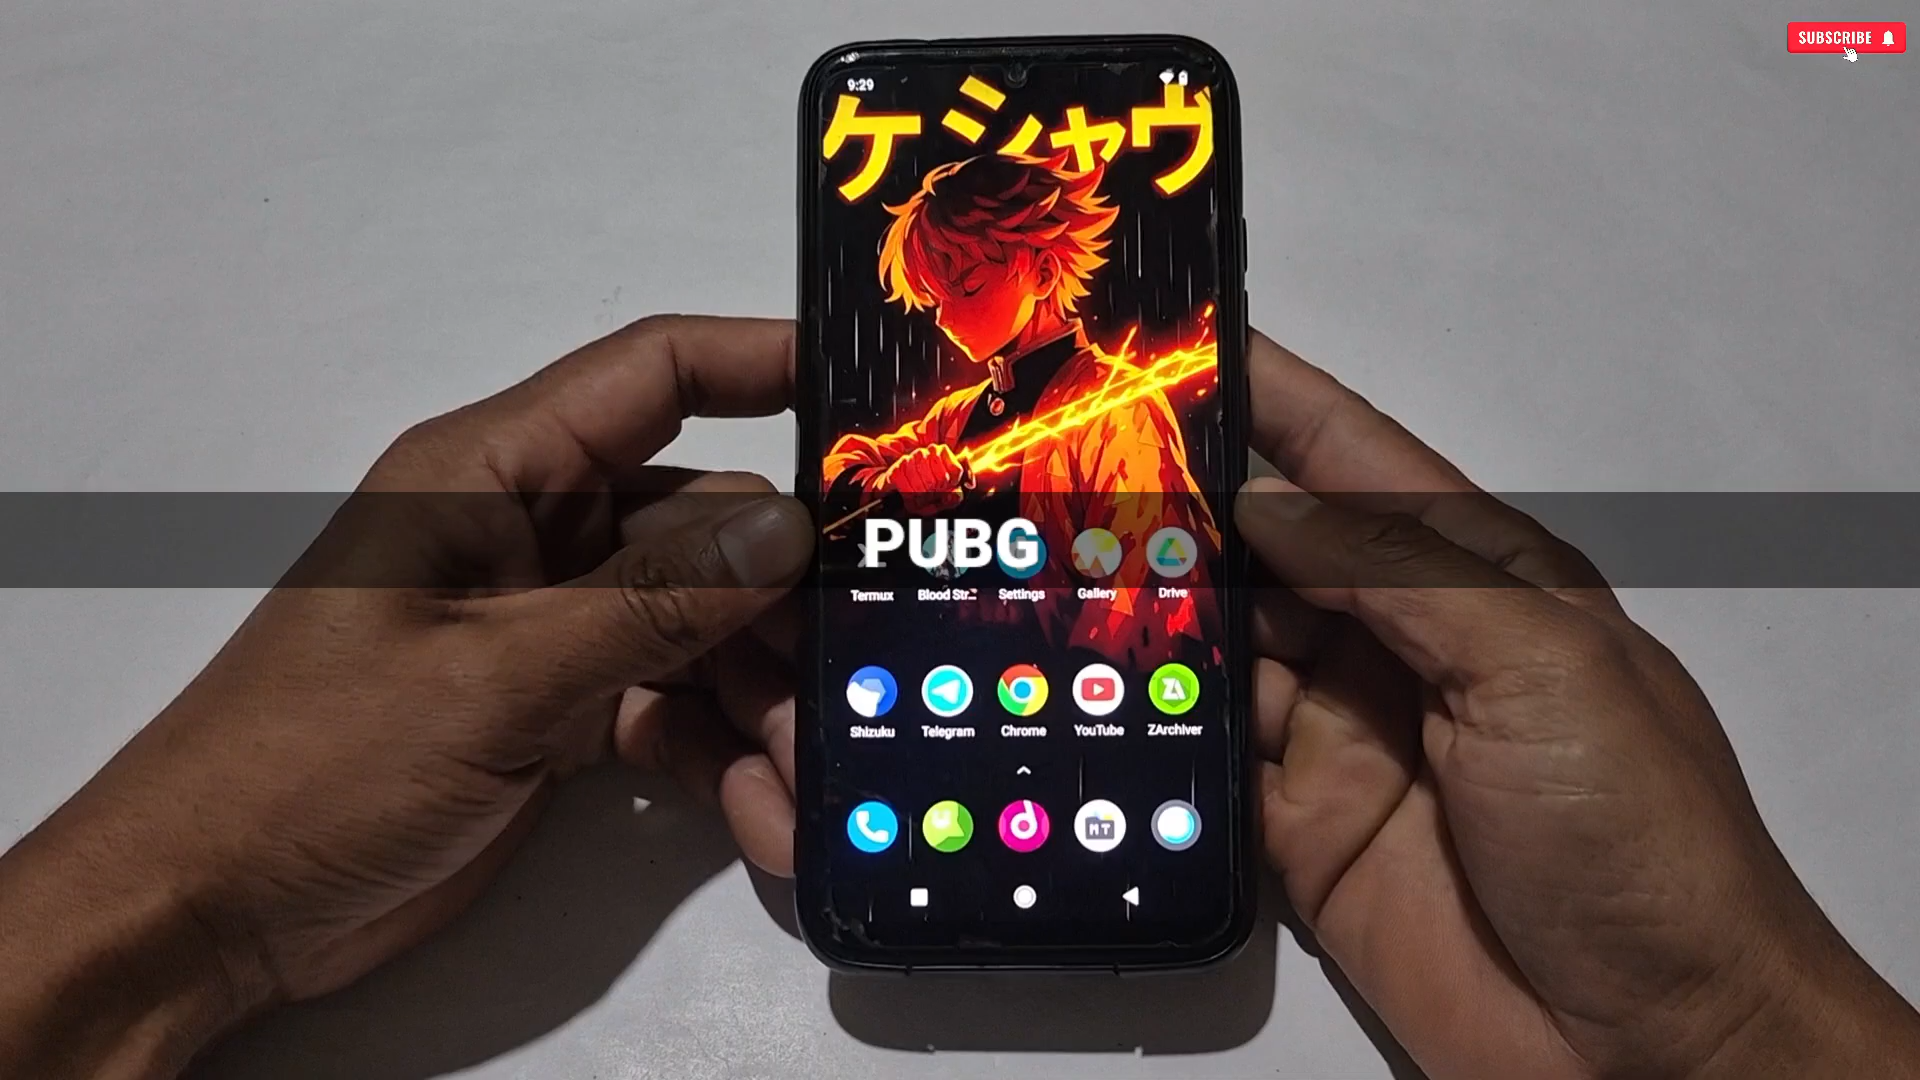 SUBSCRIBE
9:29
ケシャヴ
PUBG
Termux Blood Str... Settings Gallery Drive
Shizuku Telegram Chrome YouTube ZArchiver
MT